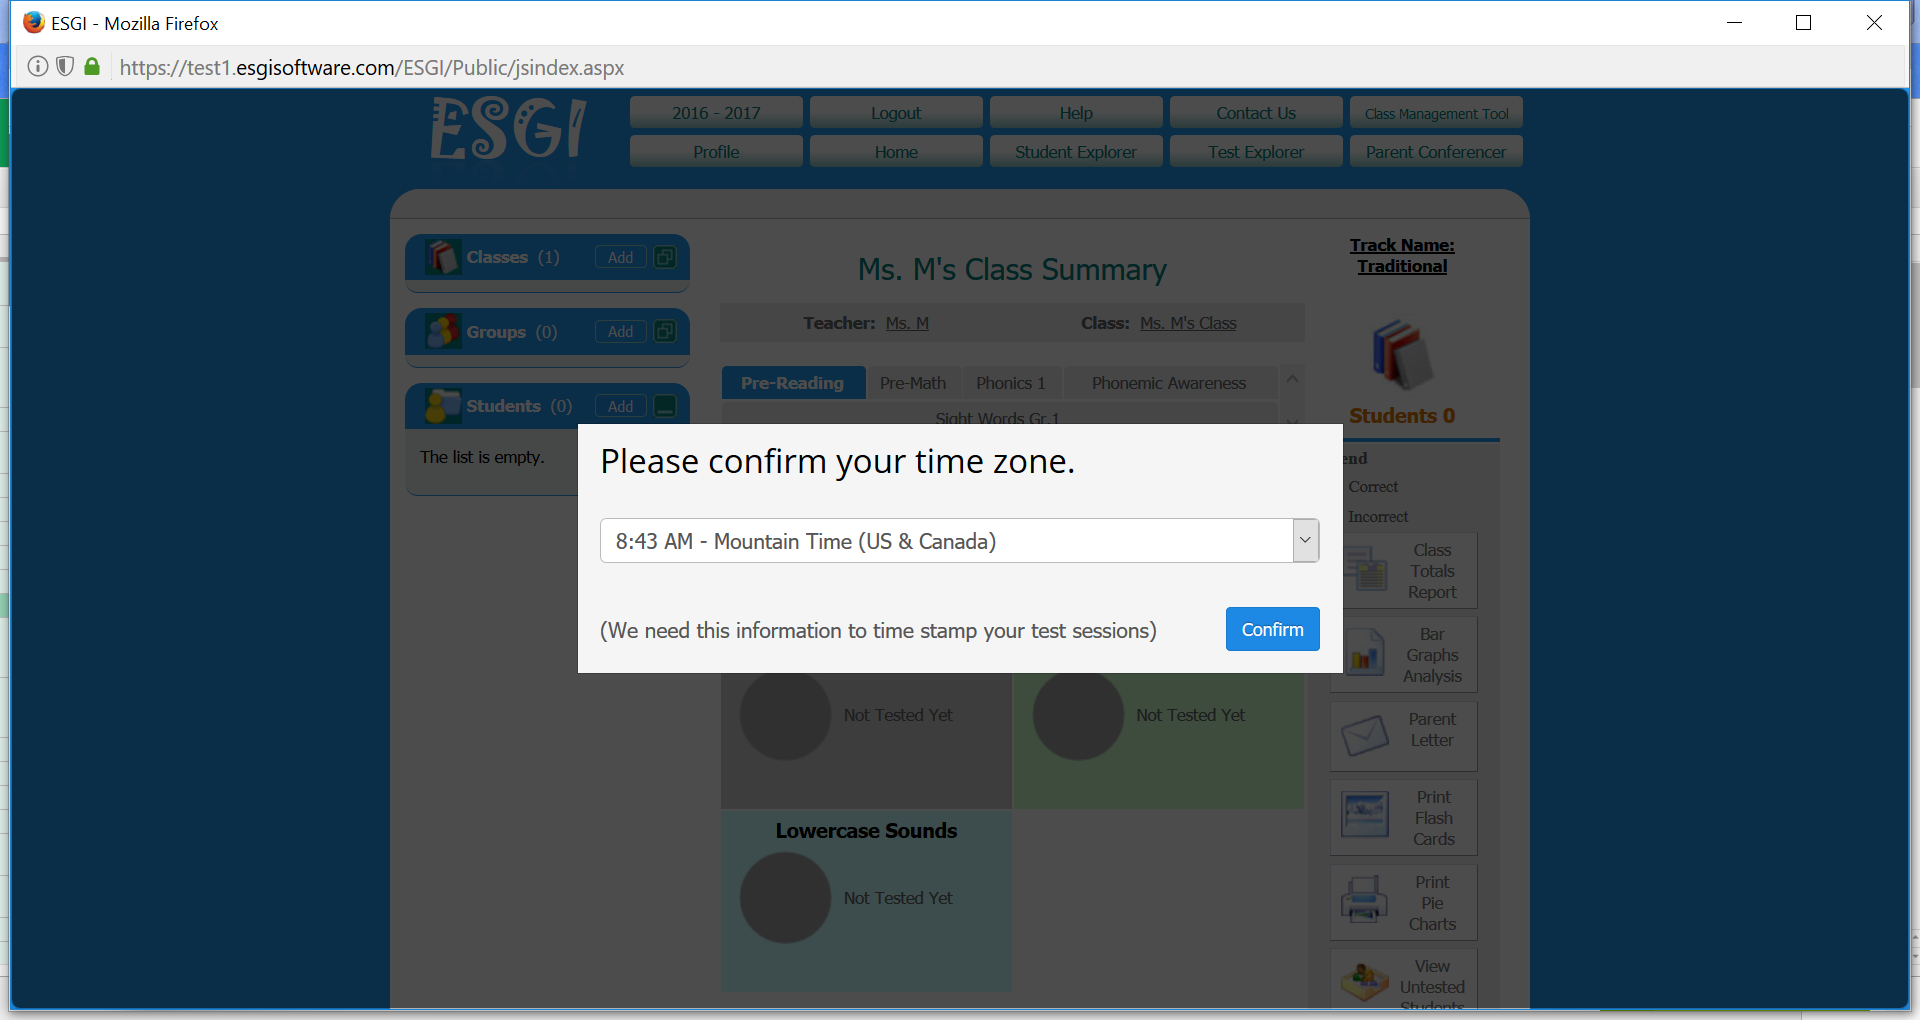 ESGI - Mozilla Firefox
https://test1.esgisoftware.com/ESGI/Public/jsindex.aspx
ESGI
2016 - 2017
Logout
Help
Contact Us
Class Management Tool
Profile
Home
Student Explorer
Test Explorer
Parent Conferencer
Classes (1)
Add
Groups (0)
Add
Students (0)
Add
The list is empty.
Ms. M's Class Summary
Teacher: Ms. M
Class: Ms. M's Class
Pre-Reading
Pre-Math
Phonics 1
Phonemic Awareness
Sight Words Gr.1
Track Name:
Traditional
Students 0
end
Correct
Incorrect
Please confirm your time zone.
8:43 AM - Mountain Time (US & Canada)
(We need this information to time stamp your test sessions)
Confirm
Not Tested Yet
Not Tested Yet
Lowercase Sounds
Not Tested Yet
Class
Totals
Report
Bar
Graphs
Analysis
Parent
Letter
Print
Flash
Cards
Print
Pie
Charts
View
Untested
Students